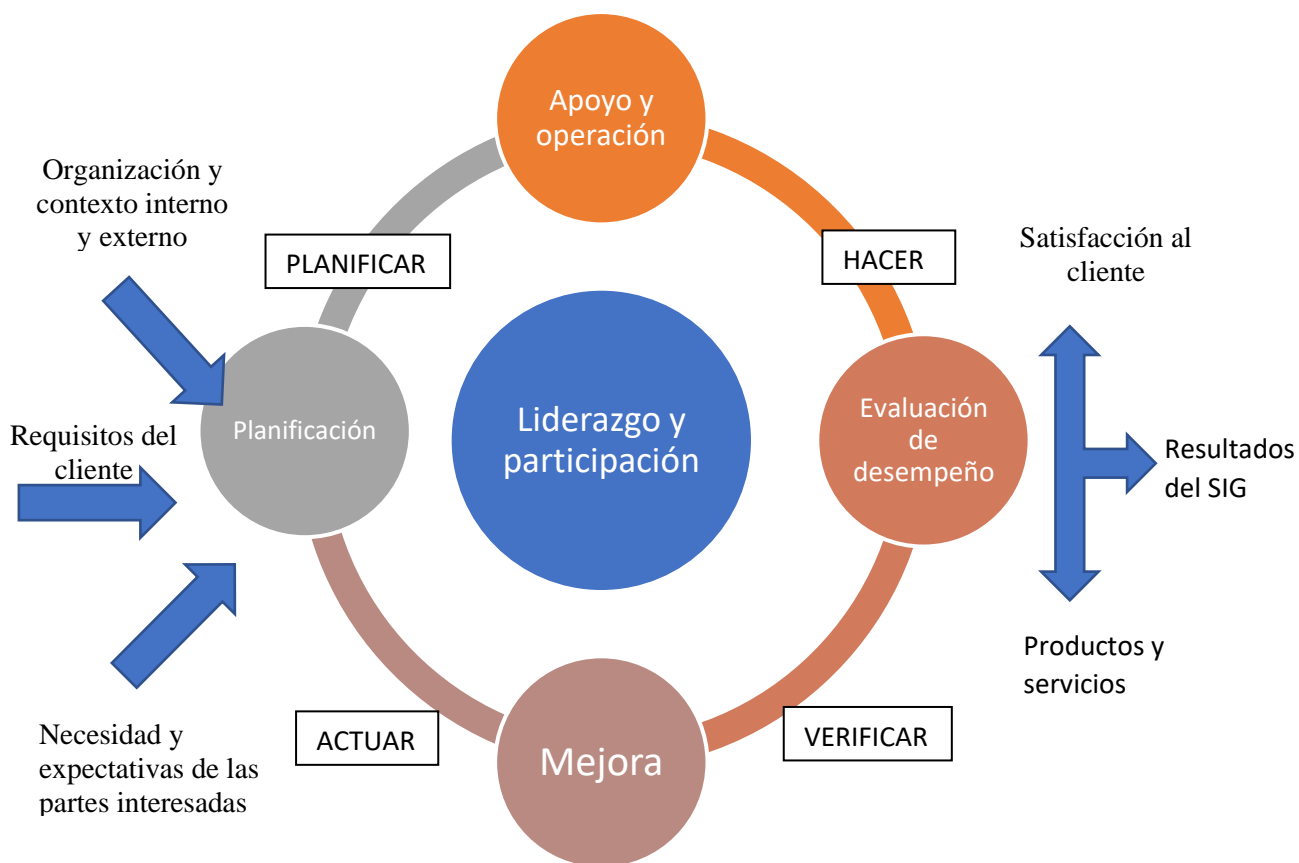 Apoyo y
operación
Organización y
contexto interno
y externo
PLANIFICAR
HACER
Satisfacción al
cliente
Requisitos del
cliente
Planificación
Liderazgo y
participación
Evaluación
de
desempeño
Resultados
del SIG
Necesidad y
expectativas de las
partes interesadas
ACTUAR
Mejora
VERIFICAR
Productos y
servicios